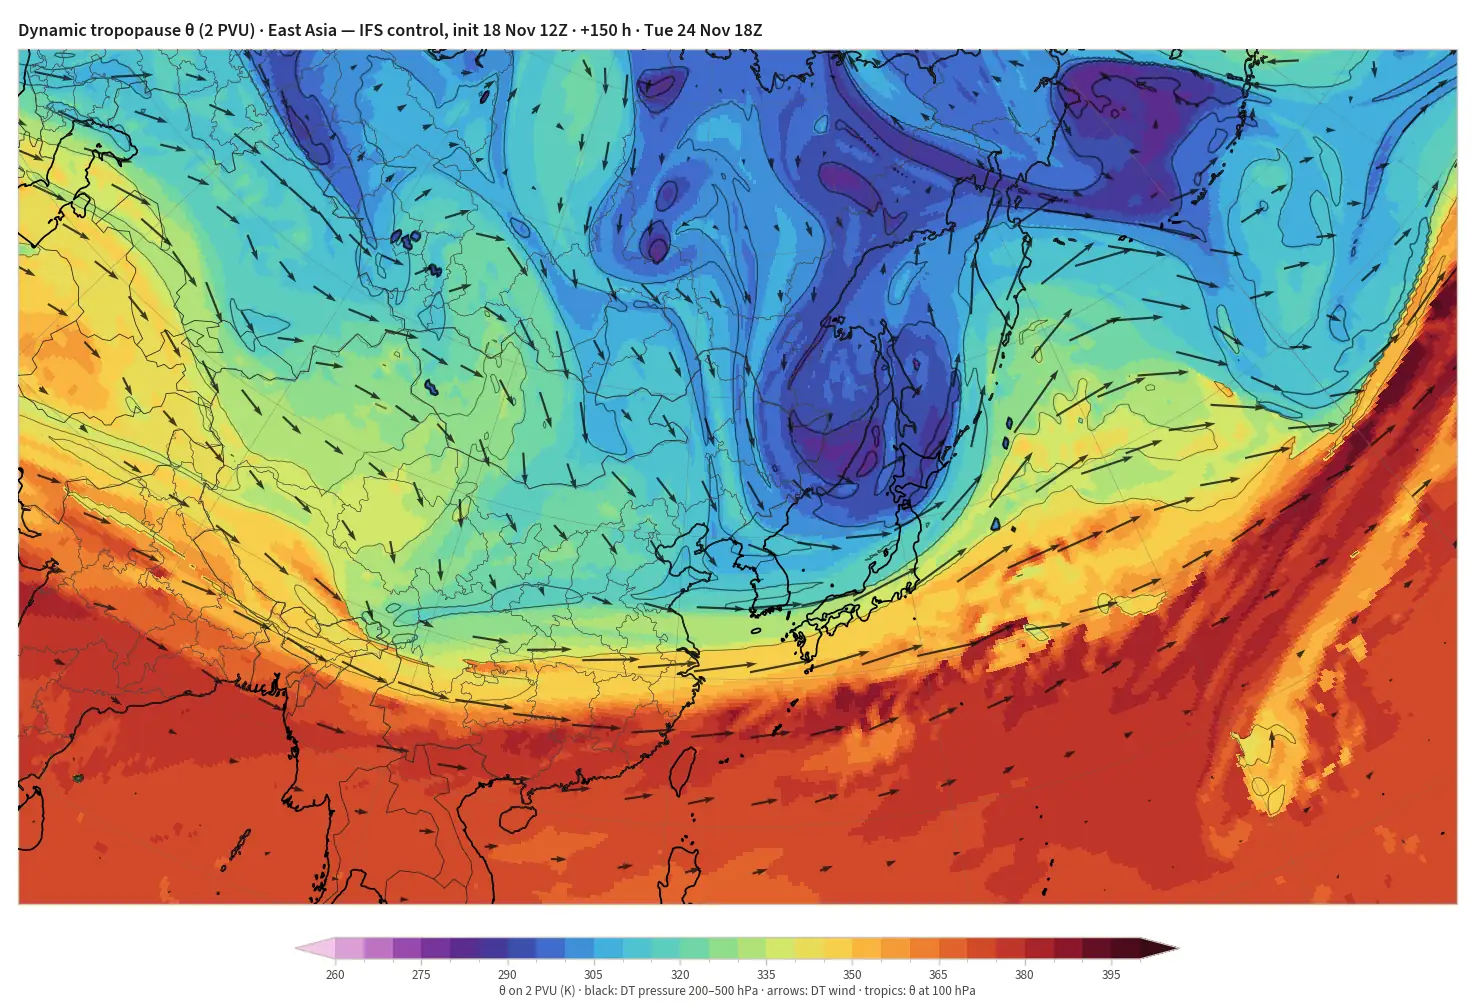 Dynamic tropopause θ (2 PVU) · East Asia — IFS control, init 18 Nov 12Z · +150 h · Tue 24 Nov 18Z
260 275 290 305 320 335 350 365 380 395
θ on 2 PVU (K) · black: DT pressure 200–500 hPa · arrows: DT wind · tropics: θ at 100 hPa